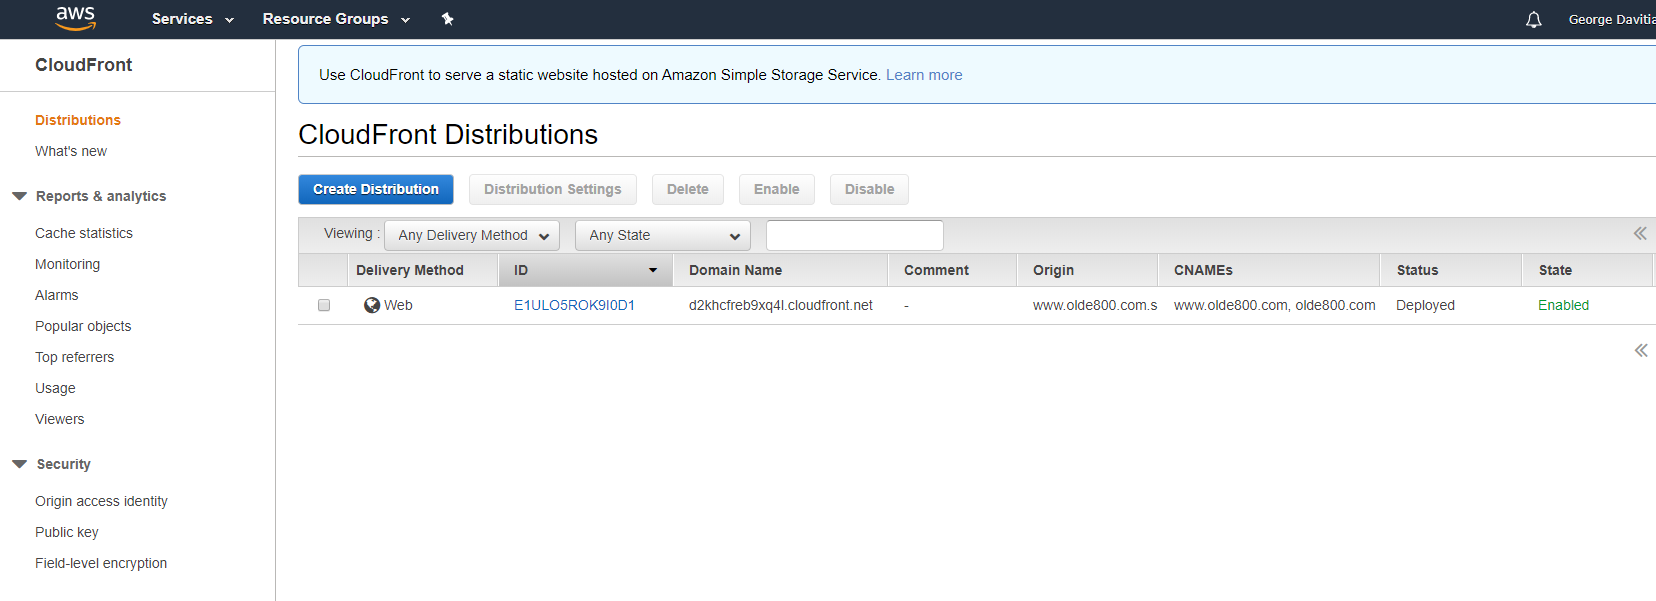 aws Services Resource Groups George Davitia
CloudFront
Use CloudFront to serve a static website hosted on Amazon Simple Storage Service. Learn more
Distributions
What's new
Reports & analytics
Cache statistics
Monitoring
Alarms
Popular objects
Top referrers
Usage
Viewers
Security
Origin access identity
Public key
Field-level encryption
CloudFront Distributions
Create Distribution Distribution Settings Delete Enable Disable
Viewing : Any Delivery Method Any State
Delivery Method ID Domain Name Comment Origin CNAMEs Status State
Web E1ULO5ROK9I0D1 d2khcfreb9xq4l.cloudfront.net - www.olde800.com.s www.olde800.com, olde800.com Deployed Enabled